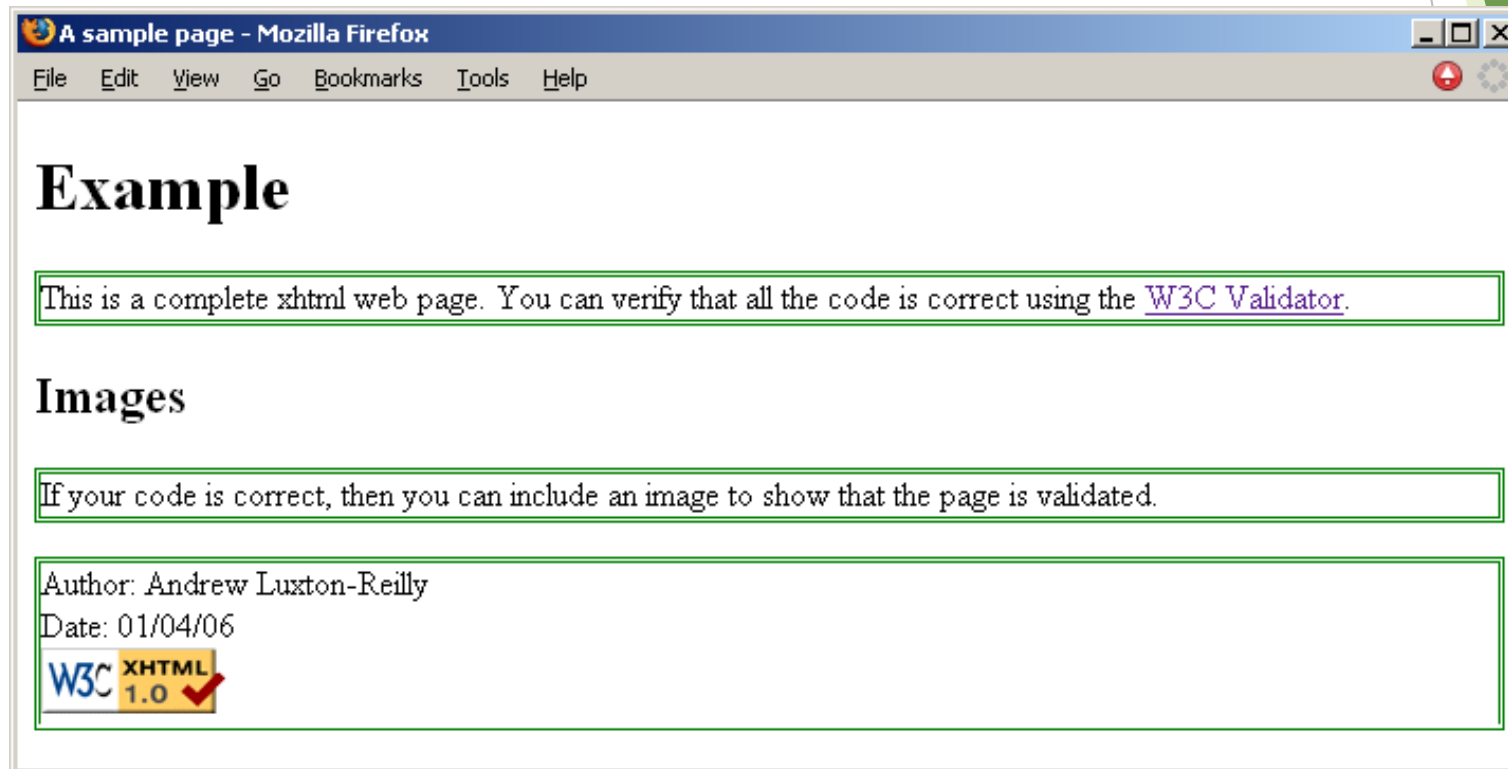 A sample page - Mozilla Firefox
File Edit View Go Bookmarks Tools Help
Example
This is a complete xhtml web page. You can verify that all the code is correct using the W3C Validator.
Images
If your code is correct, then you can include an image to show that the page is validated.
Author: Andrew Luxton-Reilly
Date: 01/04/06
W3C XHTML
1.0